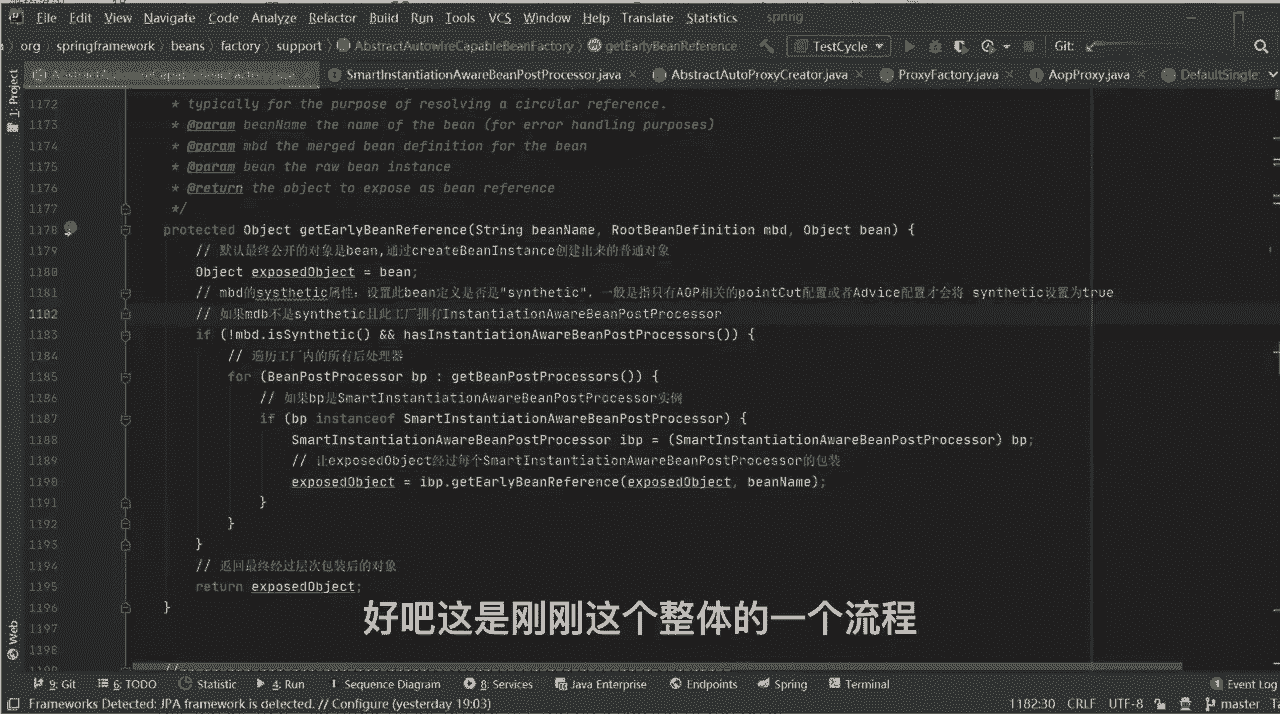 File Edit View Navigate Code Analyze Refactor Build Run Tools VCS Window Help Translate Statistics spring
org springframework beans factory support AbstractAutowireCapableBeanFactory getEarlyBeanReference TestCycle Git:
SmartInstantiationAwareBeanPostProcessor.java AbstractAutoProxyCreator.java ProxyFactory.java AopProxy.java DefaultSingle
1: Project
1172 * typically for the purpose of resolving a circular reference.
1173 * @param beanName the name of the bean (for error handling purposes)
1174 * @param mbd the merged bean definition for the bean
1175 * @param bean the raw bean instance
1176 * @return the object to expose as bean reference
1177 */
1178 protected Object getEarlyBeanReference(String beanName, RootBeanDefinition mbd, Object bean) {
1179 // 默认最终公开的对象是bean,通过createBeanInstance创建出来的普通对象
1180 Object exposedObject = bean;
1181 // mbd的systhetic属性：设置此bean定义是否是"synthetic"，一般是指只有AOP相关的pointCut配置或者Advice配置才会将 synthetic设置为true
1182 // 如果mdb不是synthetic且此工厂拥有InstantiationAwareBeanPostProcessor
1183 if (!mbd.isSynthetic() && hasInstantiationAwareBeanPostProcessors()) {
1184 // 遍历工厂内的所有后处理器
1185 for (BeanPostProcessor bp : getBeanPostProcessors()) {
1186 // 如果bp是SmartInstantiationAwareBeanPostProcessor实例
1187 if (bp instanceof SmartInstantiationAwareBeanPostProcessor) {
1188 SmartInstantiationAwareBeanPostProcessor ibp = (SmartInstantiationAwareBeanPostProcessor) bp;
1189 // 让exposedObject经过每个SmartInstantiationAwareBeanPostProcessor的包装
1190 exposedObject = ibp.getEarlyBeanReference(exposedObject, beanName);
1191 }
1192 }
1193 }
1194 // 返回最终经过层次包装后的对象
1195 return exposedObject;
1196 }
1197
1198
好吧这是刚刚这个整体的一个流程
Web
9: Git 6: TODO Statistic 4: Run Sequence Diagram 8: Services Java Enterprise Endpoints Spring Terminal 1 Event Log
Frameworks Detected: JPA framework is detected. // Configure (yesterday 19:03) 1182:30 CRLF UTF-8 master